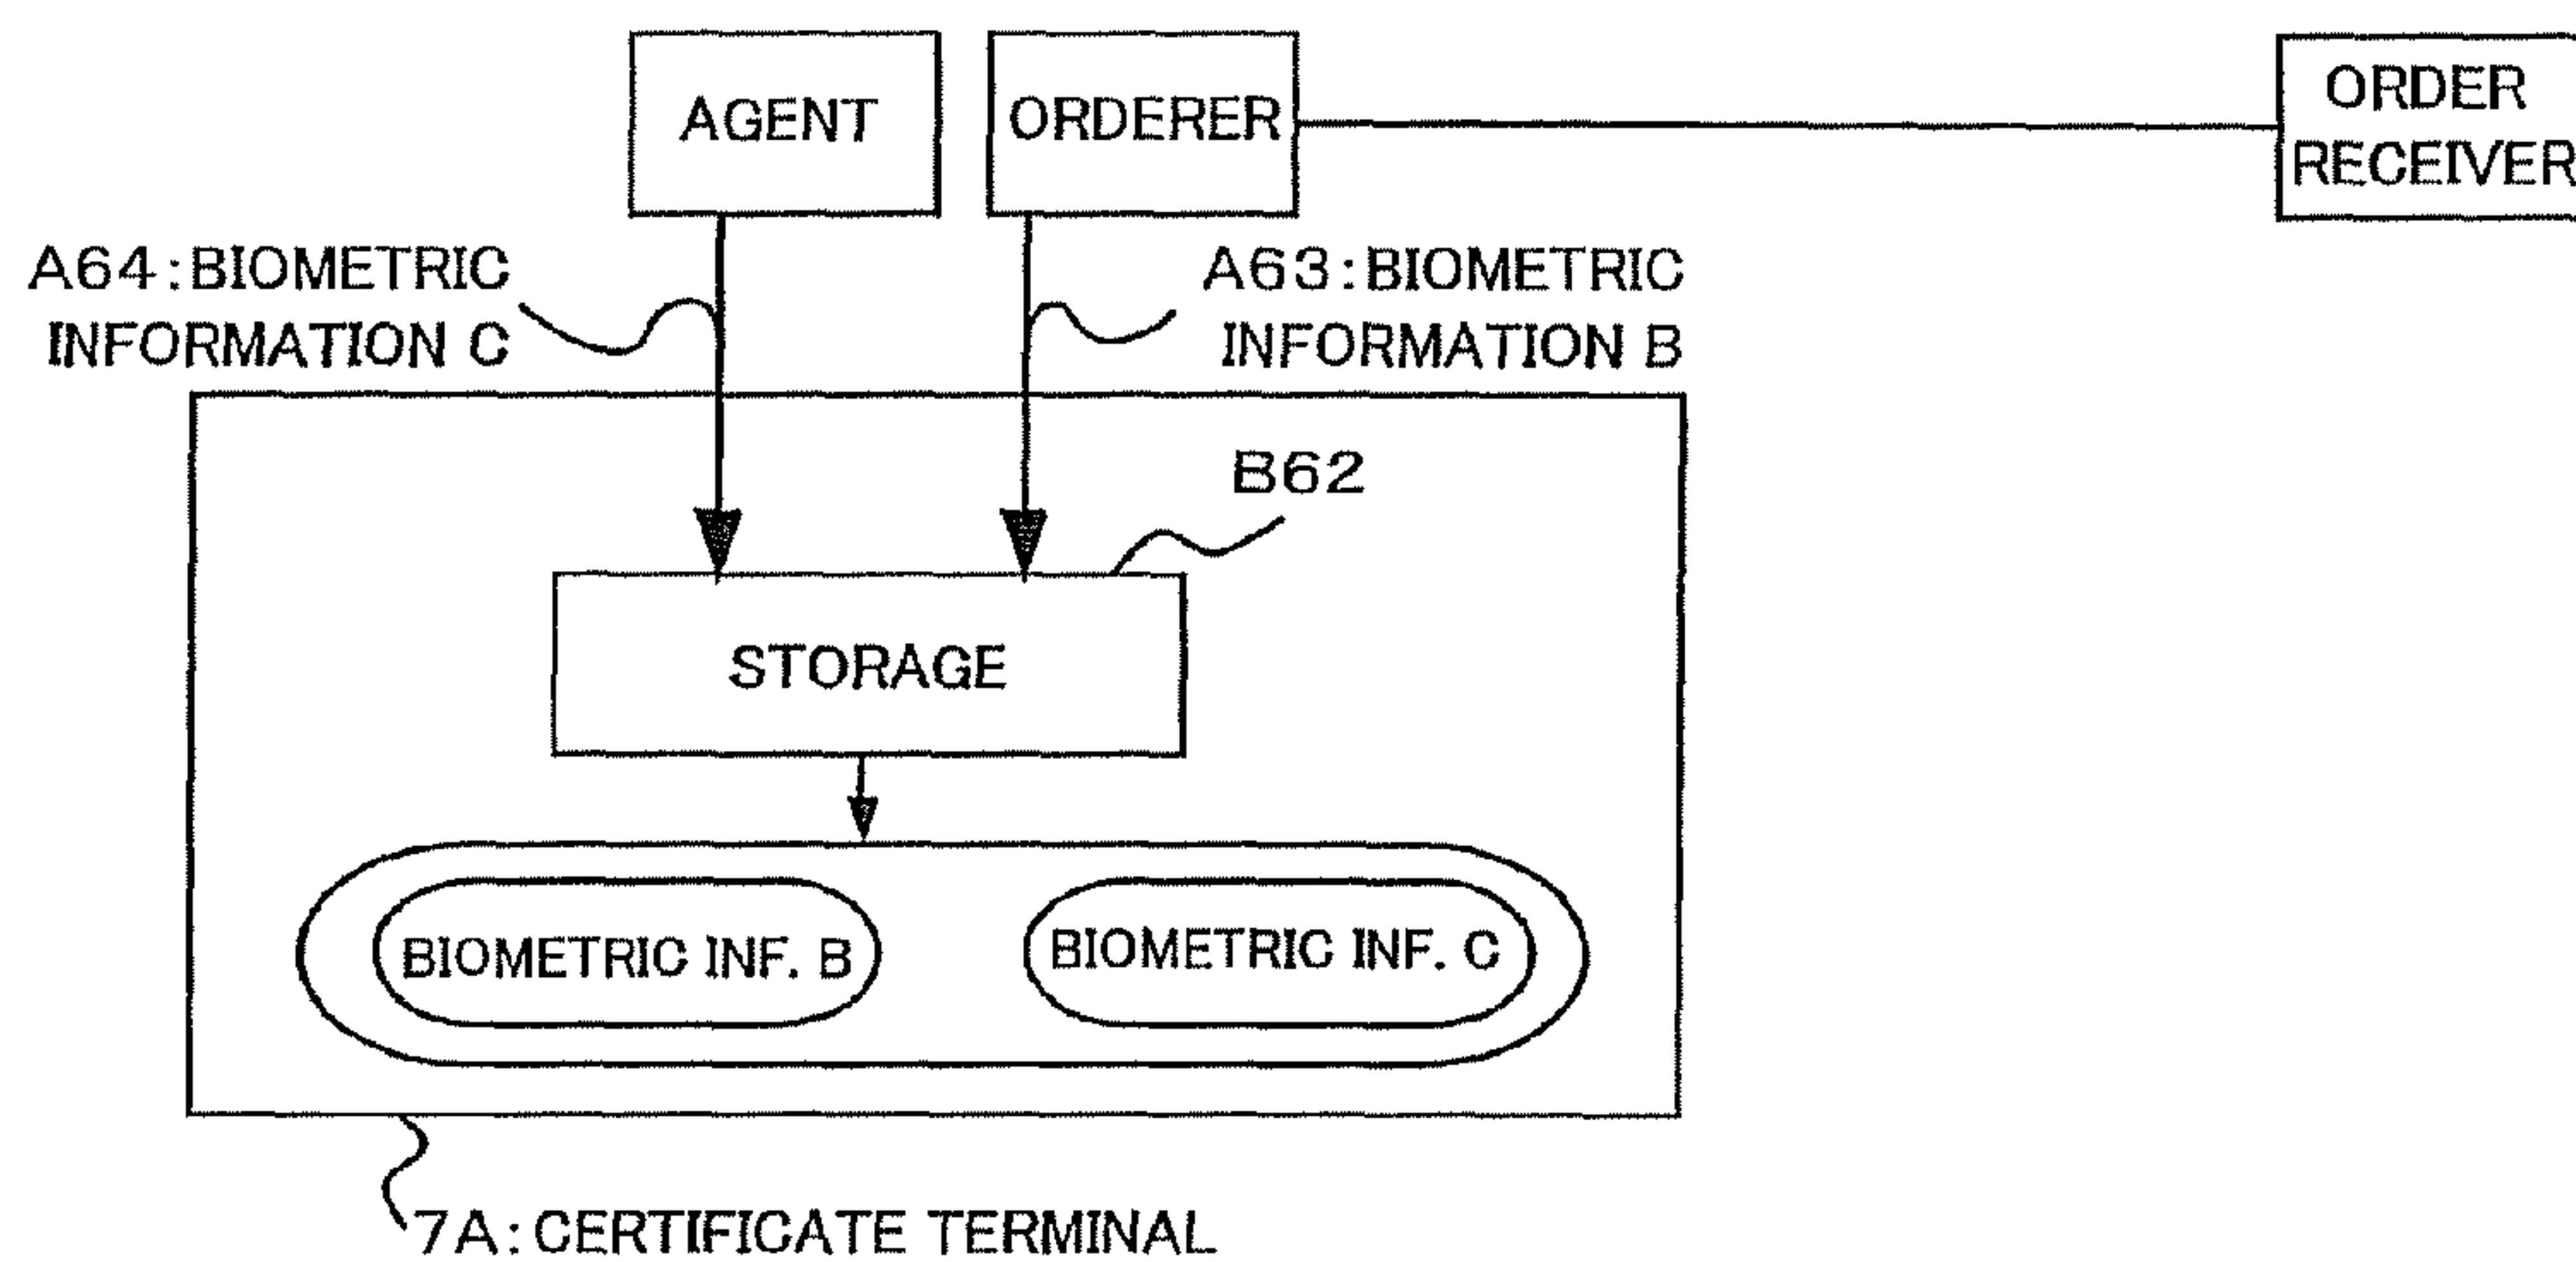 AGENT
ORDERER
ORDER
RECEIVER
A64:BIOMETRIC
INFORMATION C
A63:BIOMETRIC
INFORMATION B
B62
STORAGE
BIOMETRIC INF. B
BIOMETRIC INF. C
7A:CERTIFICATE TERMINAL